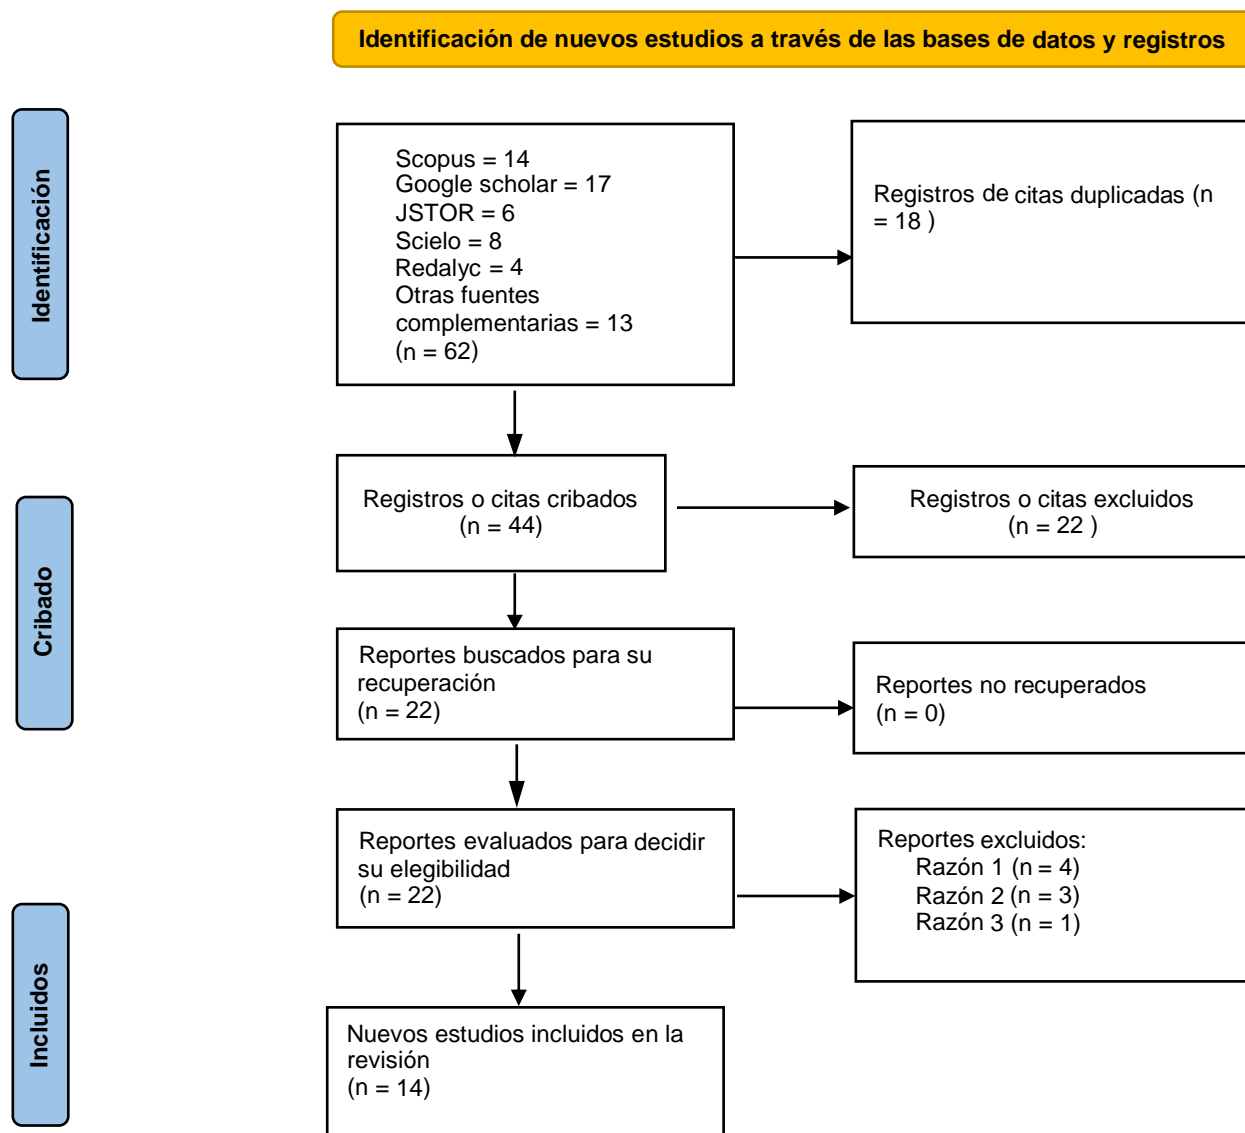 Identificación de nuevos estudios a través de las bases de datos y registros
Identificación
Scopus = 14
Google scholar = 17
JSTOR = 6
Scielo = 8
Redalyc = 4
Otras fuentes
complementarias = 13
(n = 62)
Registros de citas duplicadas (n
= 18 )
Cribado
Registros o citas cribados
(n = 44)
Registros o citas excluidos
(n = 22 )
Reportes buscados para su
recuperación
(n = 22)
Reportes no recuperados
(n = 0)
Reportes evaluados para decidir
su elegibilidad
(n = 22)
Reportes excluidos:
Razón 1 (n = 4)
Razón 2 (n = 3)
Razón 3 (n = 1)
Incluidos
Nuevos estudios incluidos en la
revisión
(n = 14)